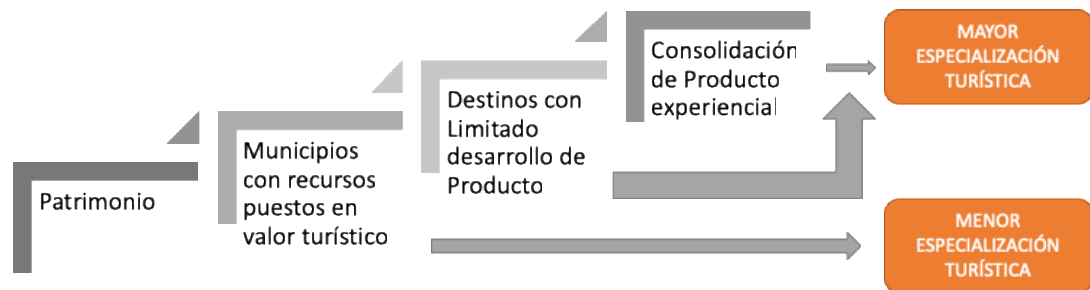 Patrimonio
Municipios
con recursos
puestos en
valor turístico
Destinos con
Limitado
desarrollo de
Producto
Consolidación
de Producto
experiencial
MAYOR
ESPECIALIZACIÓN
TURÍSTICA
MENOR
ESPECIALIZACIÓN
TURÍSTICA